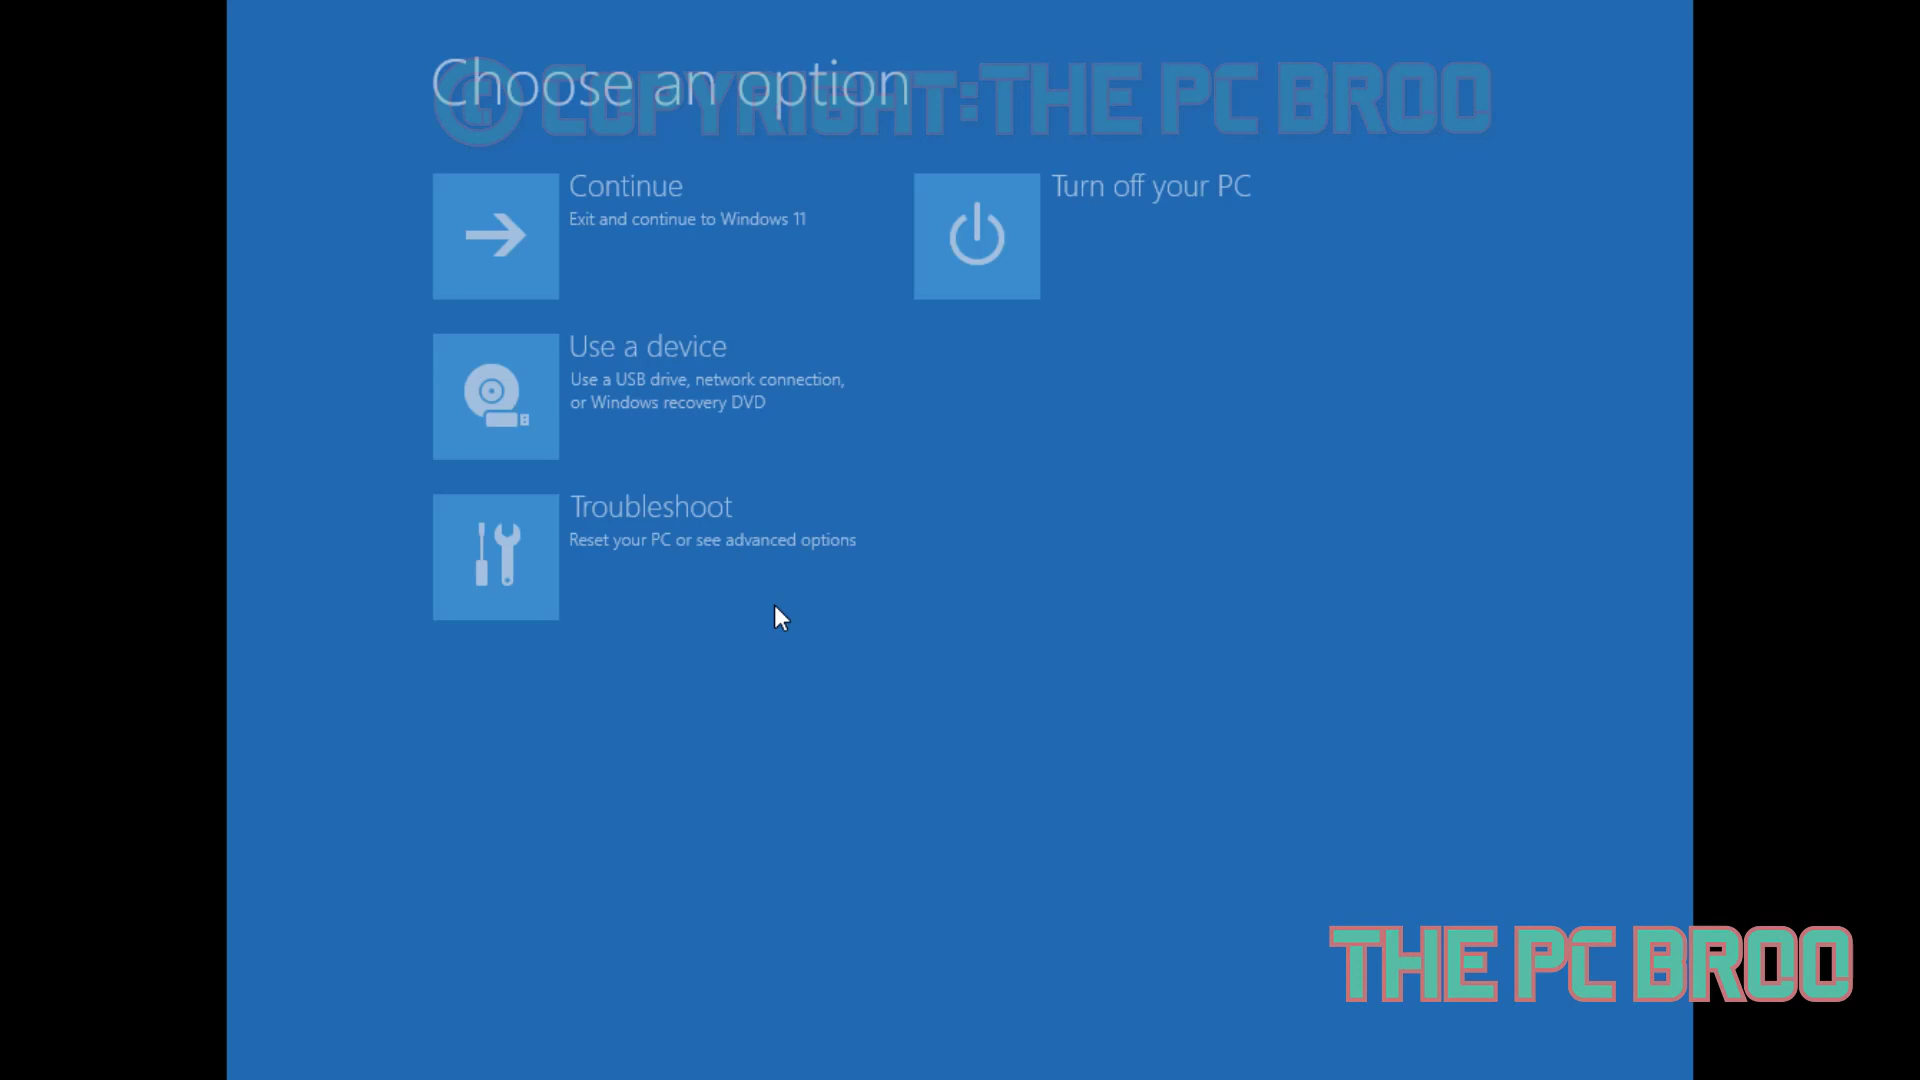 Choose an option
© COPYRIGHT:THE PC BROO
Continue
Exit and continue to Windows 11
Turn off your PC
Use a device
Use a USB drive, network connection,
or Windows recovery DVD
Troubleshoot
Reset your PC or see advanced options
THE PC BROO